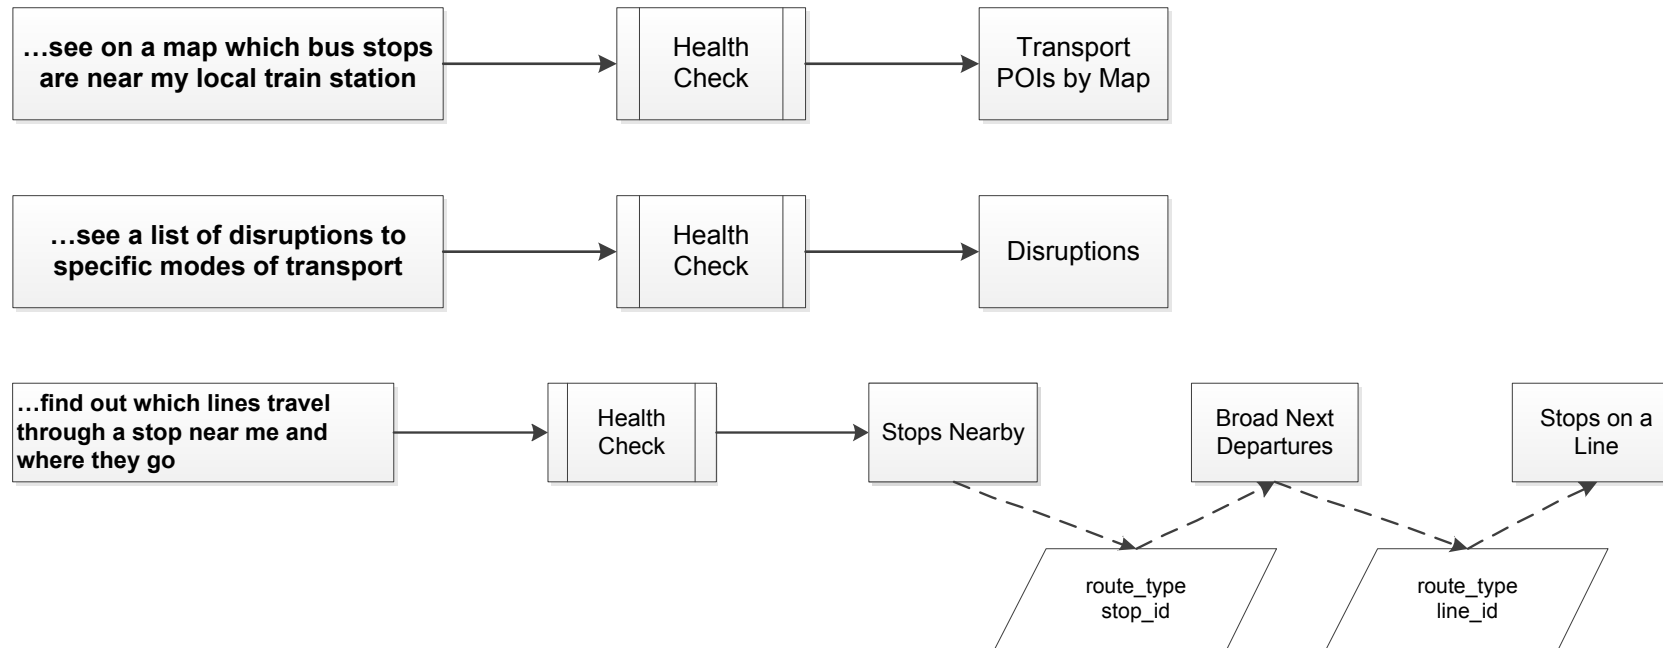 …see on a map which bus stops
are near my local train station
Health
Check
Transport
POIs by Map
…see a list of disruptions to
specific modes of transport
Health
Check
Disruptions
…find out which lines travel
through a stop near me and
where they go
Health
Check
Stops Nearby
Broad Next
Departures
Stops on a
Line
route_type
stop_id
route_type
line_id